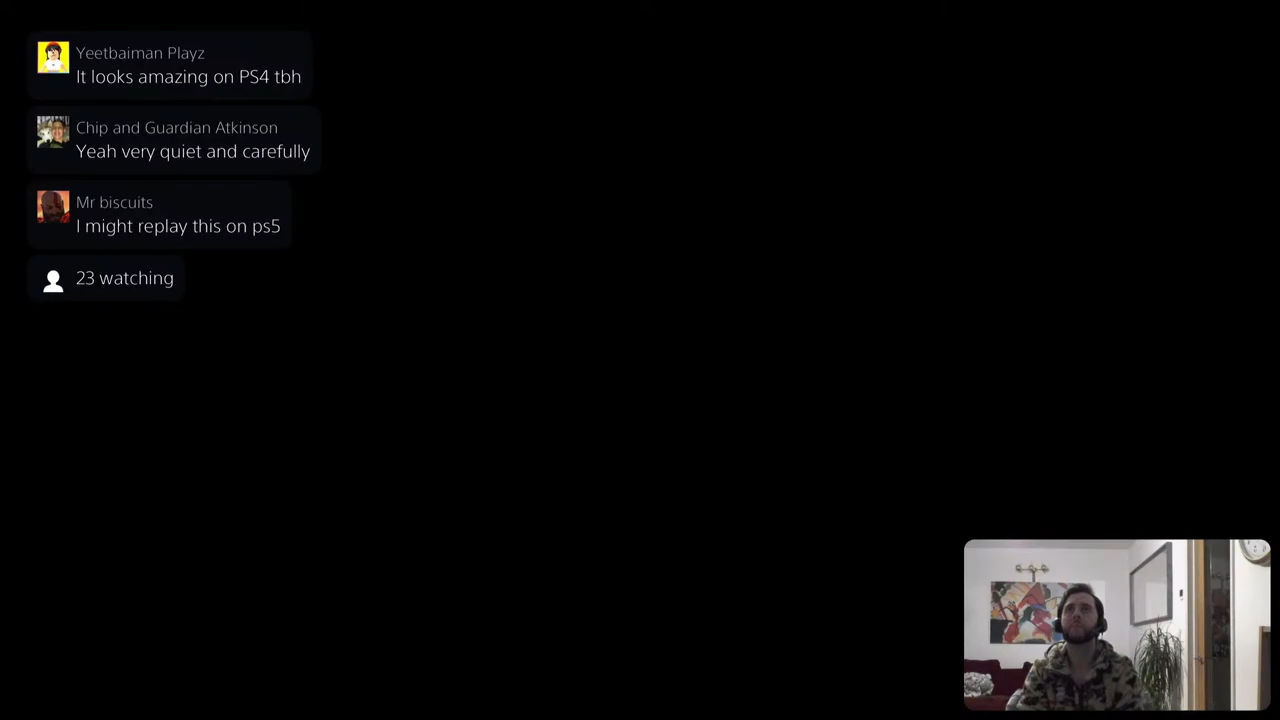 Yeetbaiman Playz
It looks amazing on PS4 tbh
Chip and Guardian Atkinson
Yeah very quiet and carefully
Mr biscuits
I might replay this on ps5
23 watching